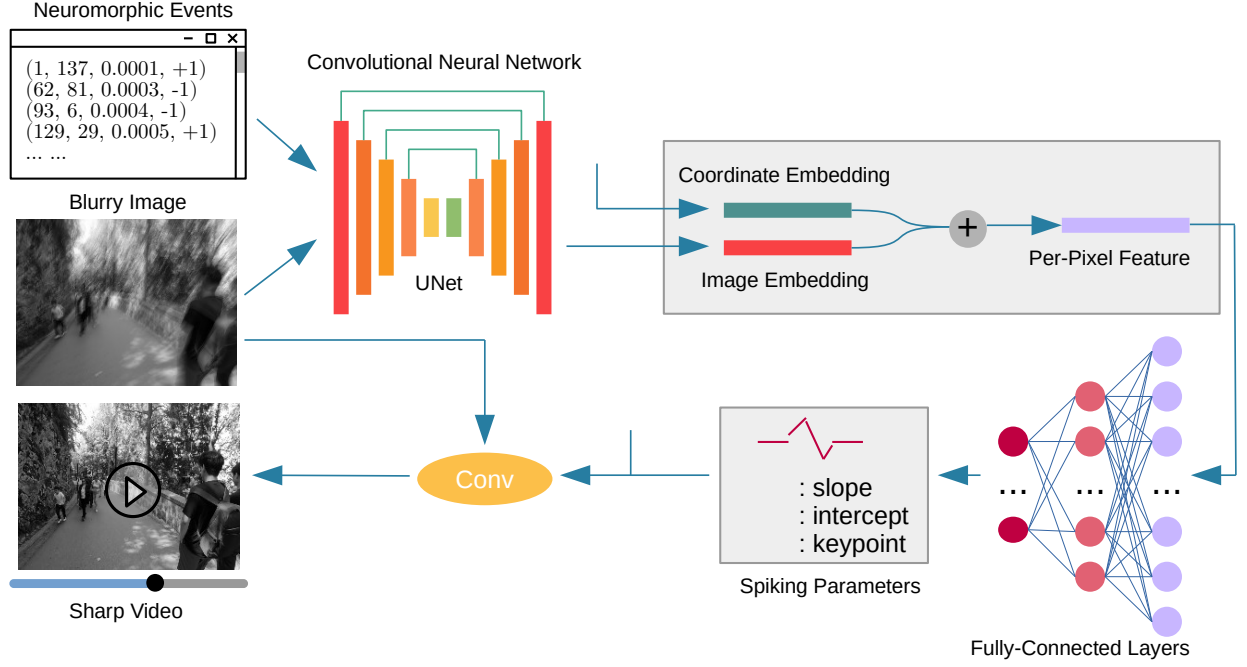 Neuromorphic Events
(1, 137, 0.0001, +1)
(62, 81, 0.0003, -1)
(93, 6, 0.0004, -1)
(129, 29, 0.0005, +1)
... ...
Blurry Image
Convolutional Neural Network
UNet
Coordinate Embedding
Image Embedding
+
Per-Pixel Feature
Conv
: slope
: intercept
: keypoint
Spiking Parameters
... ... ...
Fully-Connected Layers
Sharp Video